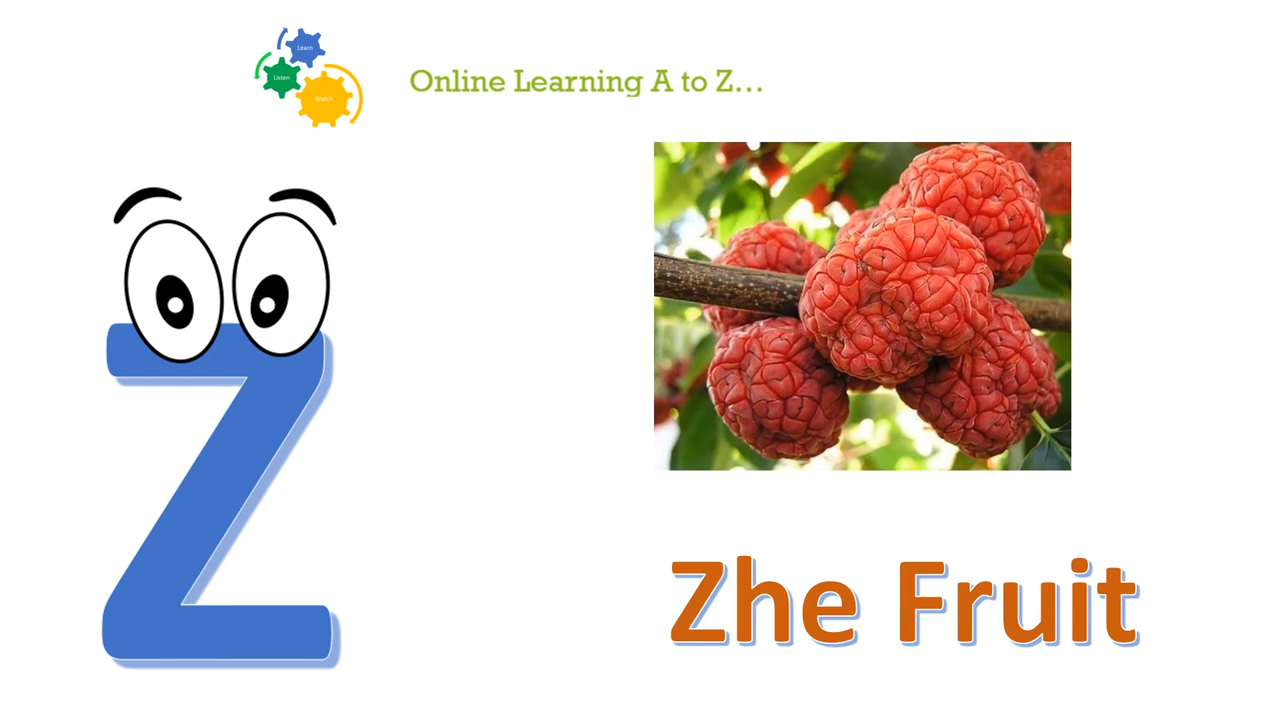 Learn
Listen
Watch
Online Learning A to Z...
Z
Zhe Fruit